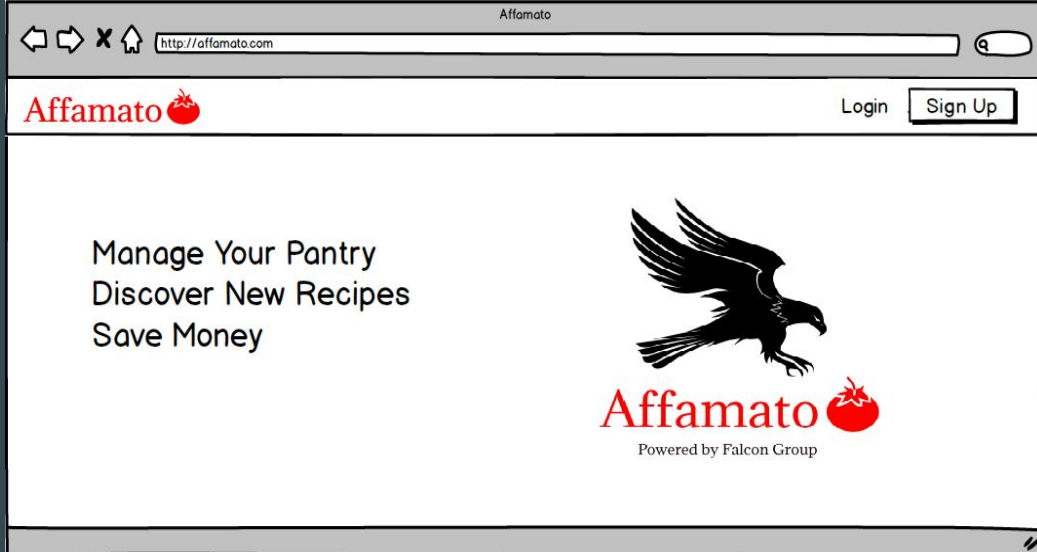 Affamato
http://affamato.com
Affamato
Login
Sign Up
Manage Your Pantry
Discover New Recipes
Save Money
Affamato
Powered by Falcon Group